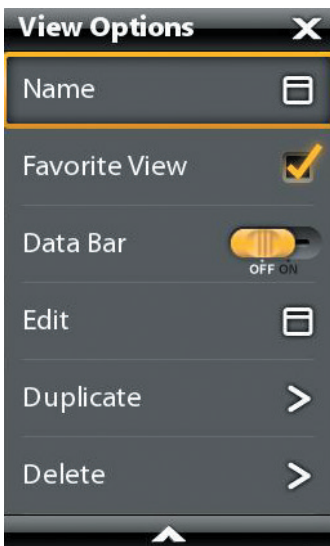 View Options
Name
Favorite View
Data Bar
OFF ON
Edit
Duplicate
Delete